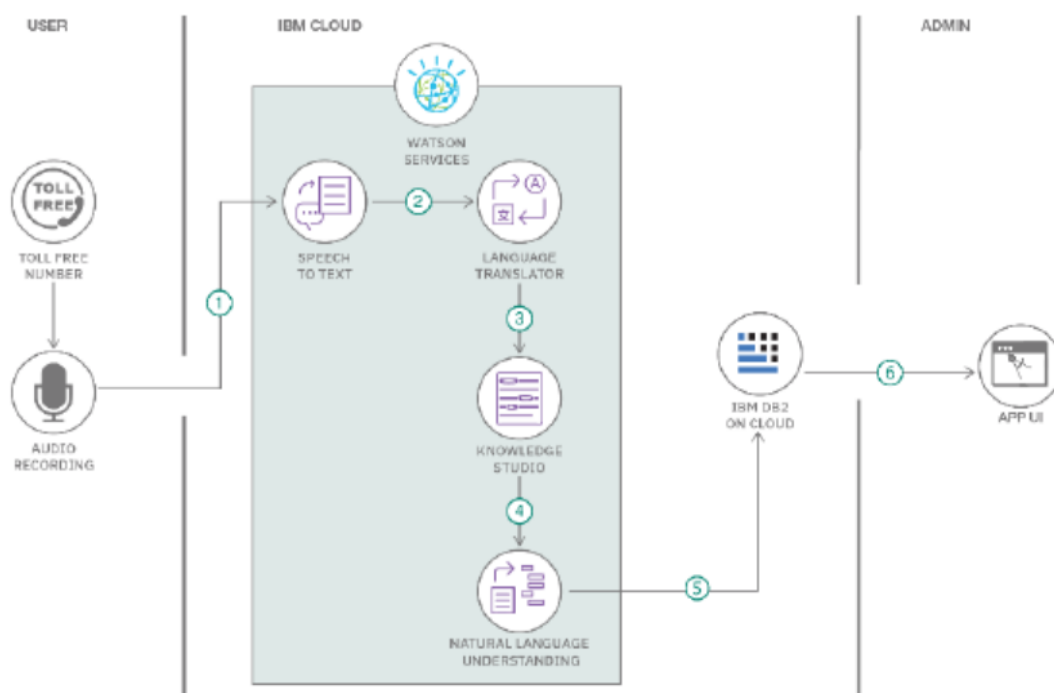 USER
IBM CLOUD
ADMIN
WATSON
SERVICES
TOLL
FREE
TOLL FREE
NUMBER
1
SPEECH
TO TEXT
2
A
文
LANGUAGE
TRANSLATOR
3
AUDIO
RECORDING
KNOWLEDGE
STUDIO
4
NATURAL LANGUAGE
UNDERSTANDING
5
IBM DB2
ON CLOUD
6
APP UI